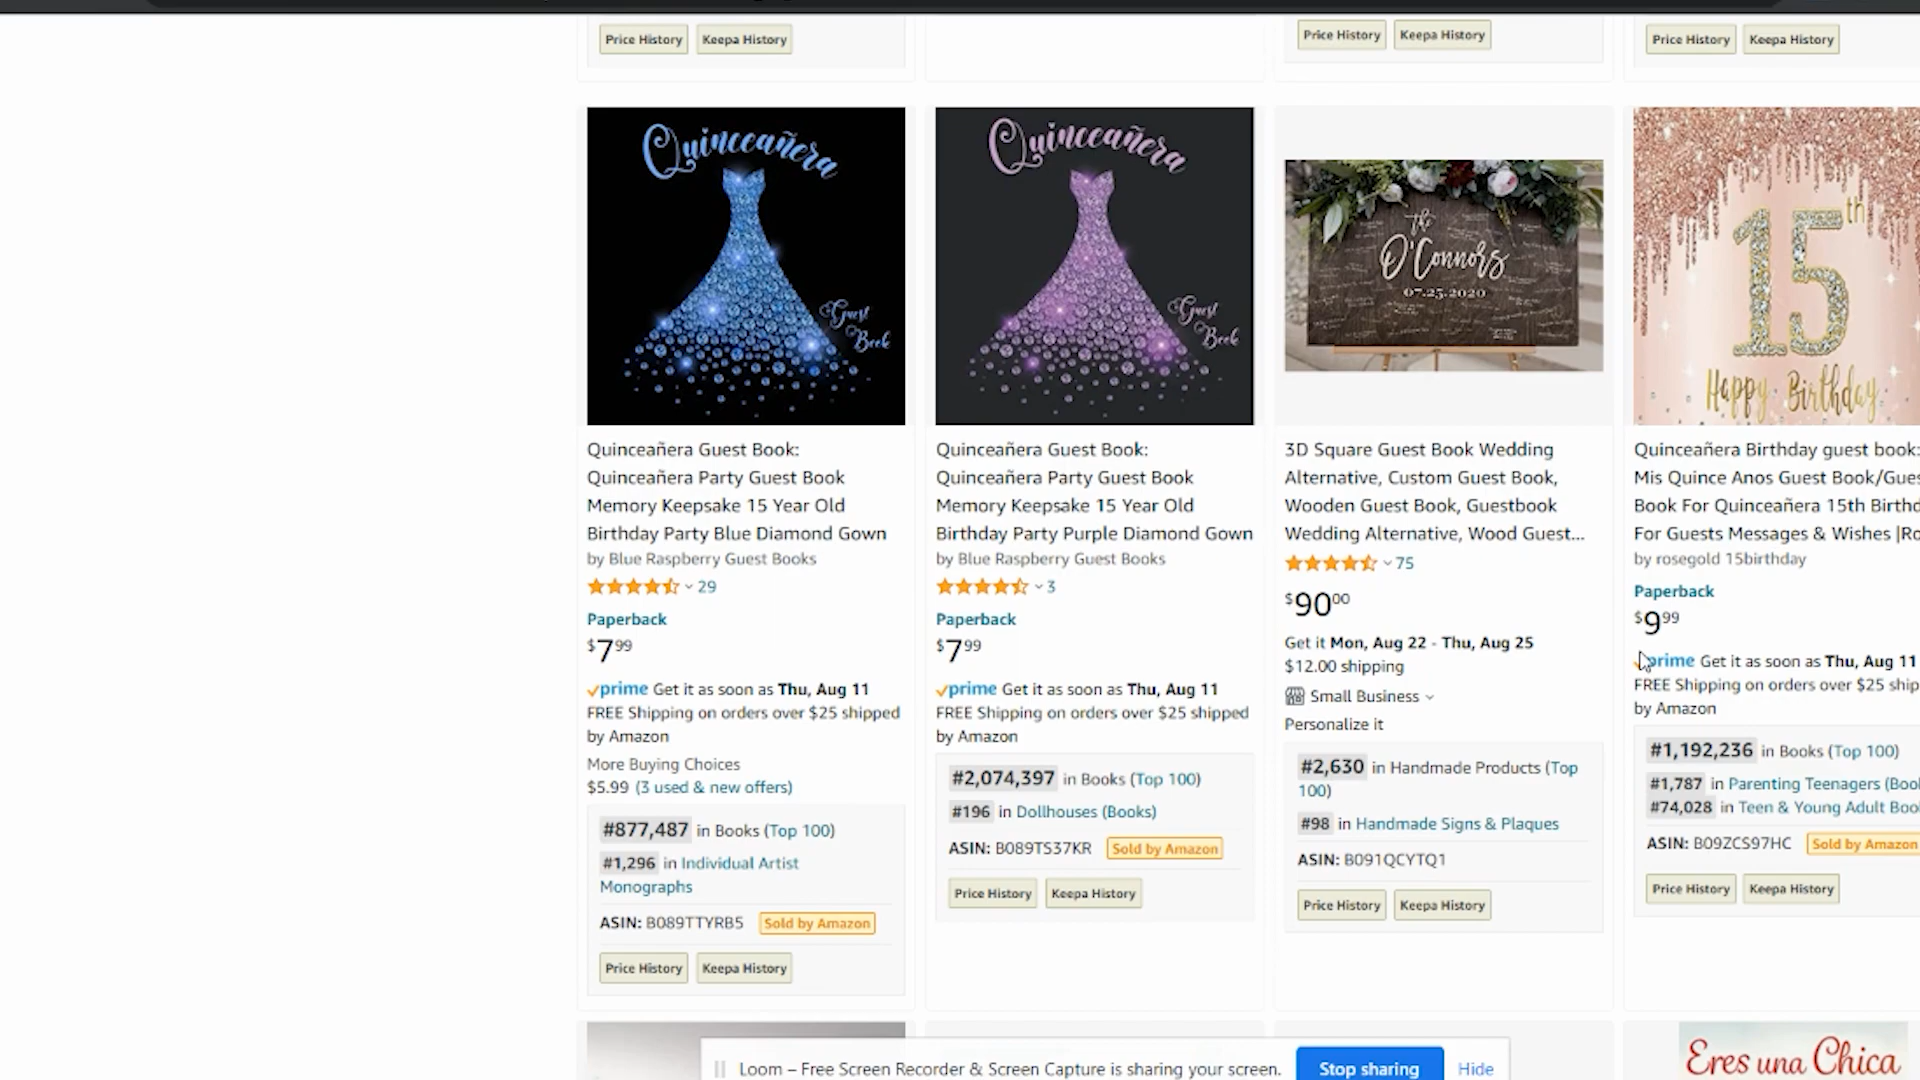 Price History Keepa History
Price History Keepa History
Price History Keepa History
Quinceañera
Guest
Book
Quinceañera Guest Book:
Quinceañera Party Guest Book
Memory Keepsake 15 Year Old
Birthday Party Blue Diamond Gown
by Blue Raspberry Guest Books
29
Paperback
$7.99
prime Get it as soon as Thu, Aug 11
FREE Shipping on orders over $25 shipped
by Amazon
More Buying Choices
$5.99 (3 used & new offers)
#877,487 in Books (Top 100)
#1,296 in Individual Artist
Monographs
ASIN: B089TTYRB5 Sold by Amazon
Price History Keepa History
Quinceañera
Guest
Book
Quinceañera Guest Book:
Quinceañera Party Guest Book
Memory Keepsake 15 Year Old
Birthday Party Purple Diamond Gown
by Blue Raspberry Guest Books
3
Paperback
$7.99
prime Get it as soon as Thu, Aug 11
FREE Shipping on orders over $25 shipped
by Amazon
#2,074,397 in Books (Top 100)
#196 in Dollhouses (Books)
ASIN: B089TS37KR Sold by Amazon
Price History Keepa History
the
O'Connors
07.25.2020
3D Square Guest Book Wedding
Alternative, Custom Guest Book,
Wooden Guest Book, Guestbook
Wedding Alternative, Wood Guest...
75
$90.00
Get it Mon, Aug 22 - Thu, Aug 25
$12.00 shipping
Small Business
Personalize it
#2,630 in Handmade Products (Top
100)
#98 in Handmade Signs & Plaques
ASIN: B091QCYTQ1
Price History Keepa History
15th
Happy Birthday
Quinceañera Birthday guest book:
Mis Quince Anos Guest Book/Gues
Book For Quinceañera 15th Birthd
For Guests Messages & Wishes |Ro
by rosegold 15birthday
Paperback
$9.99
prime Get it as soon as Thu, Aug 11
FREE Shipping on orders over $25 ship
by Amazon
#1,192,236 in Books (Top 100)
#1,787 in Parenting Teenagers (Boo
#74,028 in Teen & Young Adult Boo
ASIN: B09ZCS97HC Sold by Amazon
Price History Keepa History
Eres una Chica
Loom – Free Screen Recorder & Screen Capture is sharing your screen. Stop sharing Hide